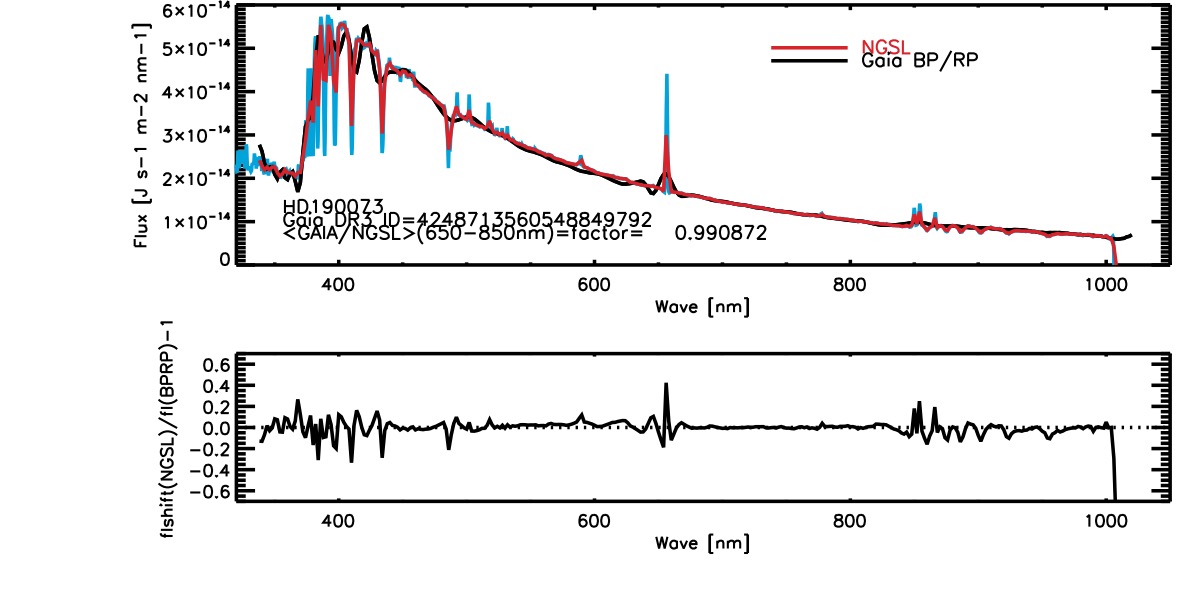 6×10−14
5×10−14
4×10−14
3×10−14
2×10−14
1×10−14
0
Flux [J s−1 m−2 nm−1]
NGSL
Gaia BP/RP
HD190073
Gaia DR3 ID=4248713560548849792
<GAIA/NGSL>(650−850nm)=factor= 0.990872
400 600 800 1000
Wave [nm]
flshift(NGSL)/fl(BPRP)−1
0.6
0.4
0.2
0.0
−0.2
−0.4
−0.6
400 600 800 1000
Wave [nm]